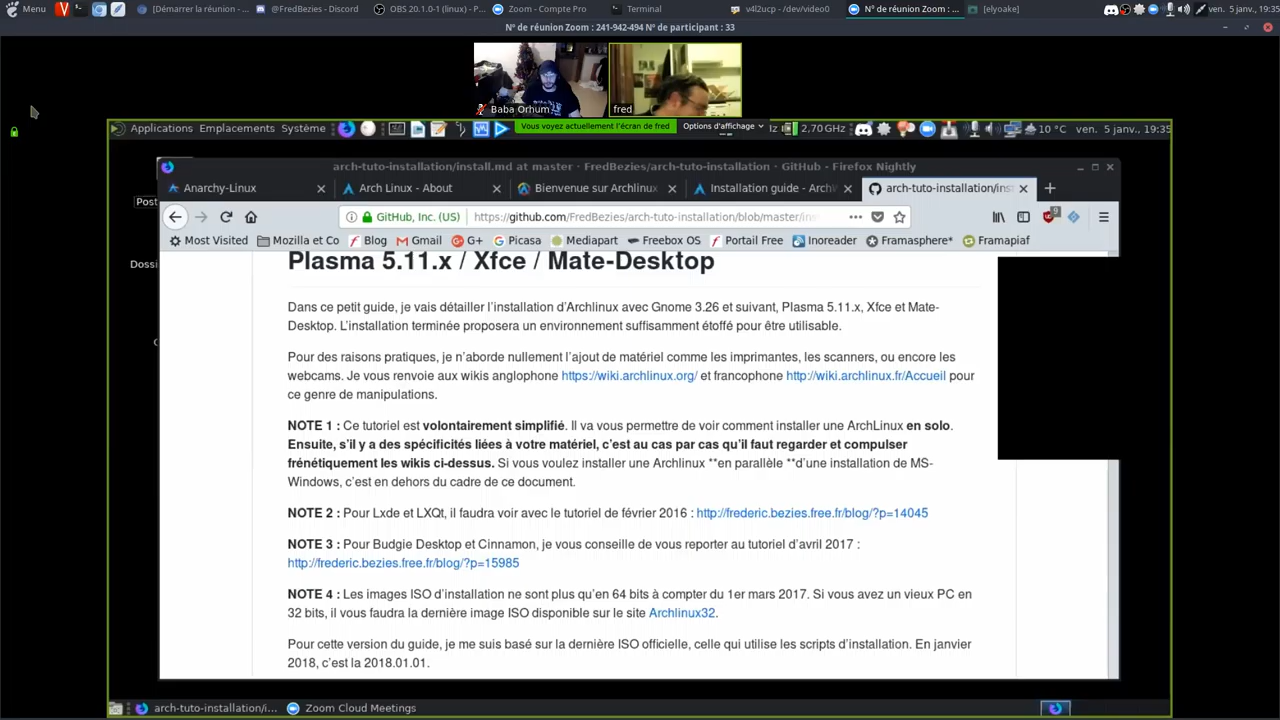 Menu
[Démarrer la réunion - ...
@FredBezies - Discord
OBS 20.1.0-1 (linux) - P...
Zoom - Compte Pro
Terminal
v4l2ucp - /dev/video0
N° de réunion Zoom : ...
[elyoake]
ven. 5 janv., 19:35
N° de réunion Zoom : 241-942-494 N° de participant : 33
Baba Orhum
fred
Applications Emplacements Système
Vous voyez actuellement l'écran de fred
Options d'affichage
2,70GHz
10 °C
ven. 5 janv., 19:35
arch-tuto-installation/install.md at master · FredBezies/arch-tuto-installation · GitHub - Firefox Nightly
Anarchy-Linux
Arch Linux - About
Bienvenue sur Archlinux
Installation guide - ArchW
arch-tuto-installation/ins
GitHub, Inc. (US)
https://github.com/FredBezies/arch-tuto-installation/blob/master/ins
Most Visited
Mozilla et Co
Blog
Gmail
G+
Picasa
Mediapart
Freebox OS
Portail Free
Inoreader
Framasphere*
Framapiaf
Post
Dossi
Plasma 5.11.x / Xfce / Mate-Desktop
Dans ce petit guide, je vais détailler l'installation d'Archlinux avec Gnome 3.26 et suivant, Plasma 5.11.x, Xfce et Mate-
Desktop. L'installation terminée proposera un environnement suffisamment étoffé pour être utilisable.
Pour des raisons pratiques, je n'aborde nullement l'ajout de matériel comme les imprimantes, les scanners, ou encore les
webcams. Je vous renvoie aux wikis anglophone https://wiki.archlinux.org/ et francophone http://wiki.archlinux.fr/Accueil pour
ce genre de manipulations.
NOTE 1 : Ce tutoriel est volontairement simplifié. Il va vous permettre de voir comment installer une ArchLinux en solo.
Ensuite, s'il y a des spécificités liées à votre matériel, c'est au cas par cas qu'il faut regarder et compulser
frénétiquement les wikis ci-dessus. Si vous voulez installer une Archlinux **en parallèle **d'une installation de MS-
Windows, c'est en dehors du cadre de ce document.
NOTE 2 : Pour Lxde et LXQt, il faudra voir avec le tutoriel de février 2016 : http://frederic.bezies.free.fr/blog/?p=14045
NOTE 3 : Pour Budgie Desktop et Cinnamon, je vous conseille de vous reporter au tutoriel d'avril 2017 :
http://frederic.bezies.free.fr/blog/?p=15985
NOTE 4 : Les images ISO d'installation ne sont plus qu'en 64 bits à compter du 1er mars 2017. Si vous avez un vieux PC en
32 bits, il vous faudra la dernière image ISO disponible sur le site Archlinux32.
Pour cette version du guide, je me suis basé sur la dernière ISO officielle, celle qui utilise les scripts d'installation. En janvier
2018, c'est la 2018.01.01.
arch-tuto-installation/i...
Zoom Cloud Meetings